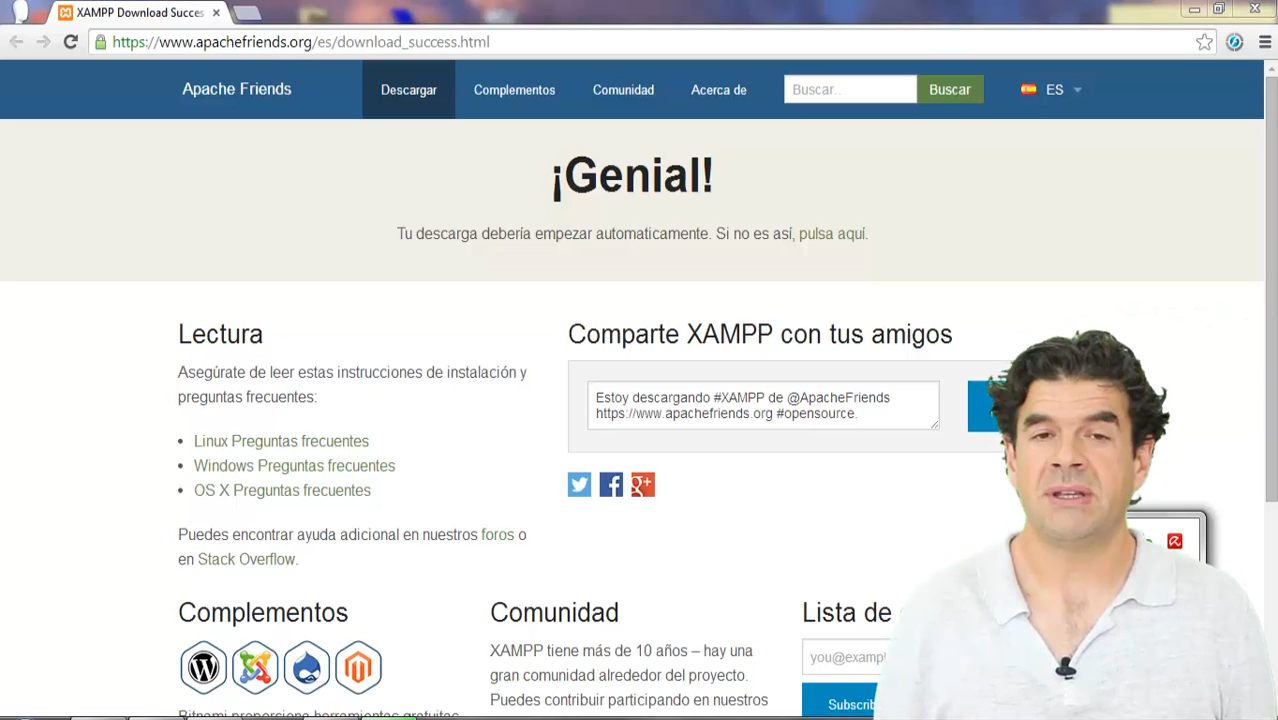 XAMPP Download Succes
https://www.apachefriends.org/es/download_success.html
Apache Friends
Descargar
Complementos
Comunidad
Acerca de
Buscar..
Buscar
ES
¡Genial!
Tu descarga debería empezar automaticamente. Si no es así, pulsa aquí.
Lectura
Asegúrate de leer estas instrucciones de instalación y
preguntas frecuentes:
Linux Preguntas frecuentes
Windows Preguntas frecuentes
OS X Preguntas frecuentes
Puedes encontrar ayuda adicional en nuestros foros o
en Stack Overflow.
Comparte XAMPP con tus amigos
Estoy descargando #XAMPP de @ApacheFriends
https://www.apachefriends.org #opensource.
g+
Complementos
Bitnami proporciona herramientas gratuitas
Comunidad
XAMPP tiene más de 10 años – hay una
gran comunidad alrededor del proyecto.
Puedes contribuir participando en nuestros
Lista de
you@exampl
Subscrib